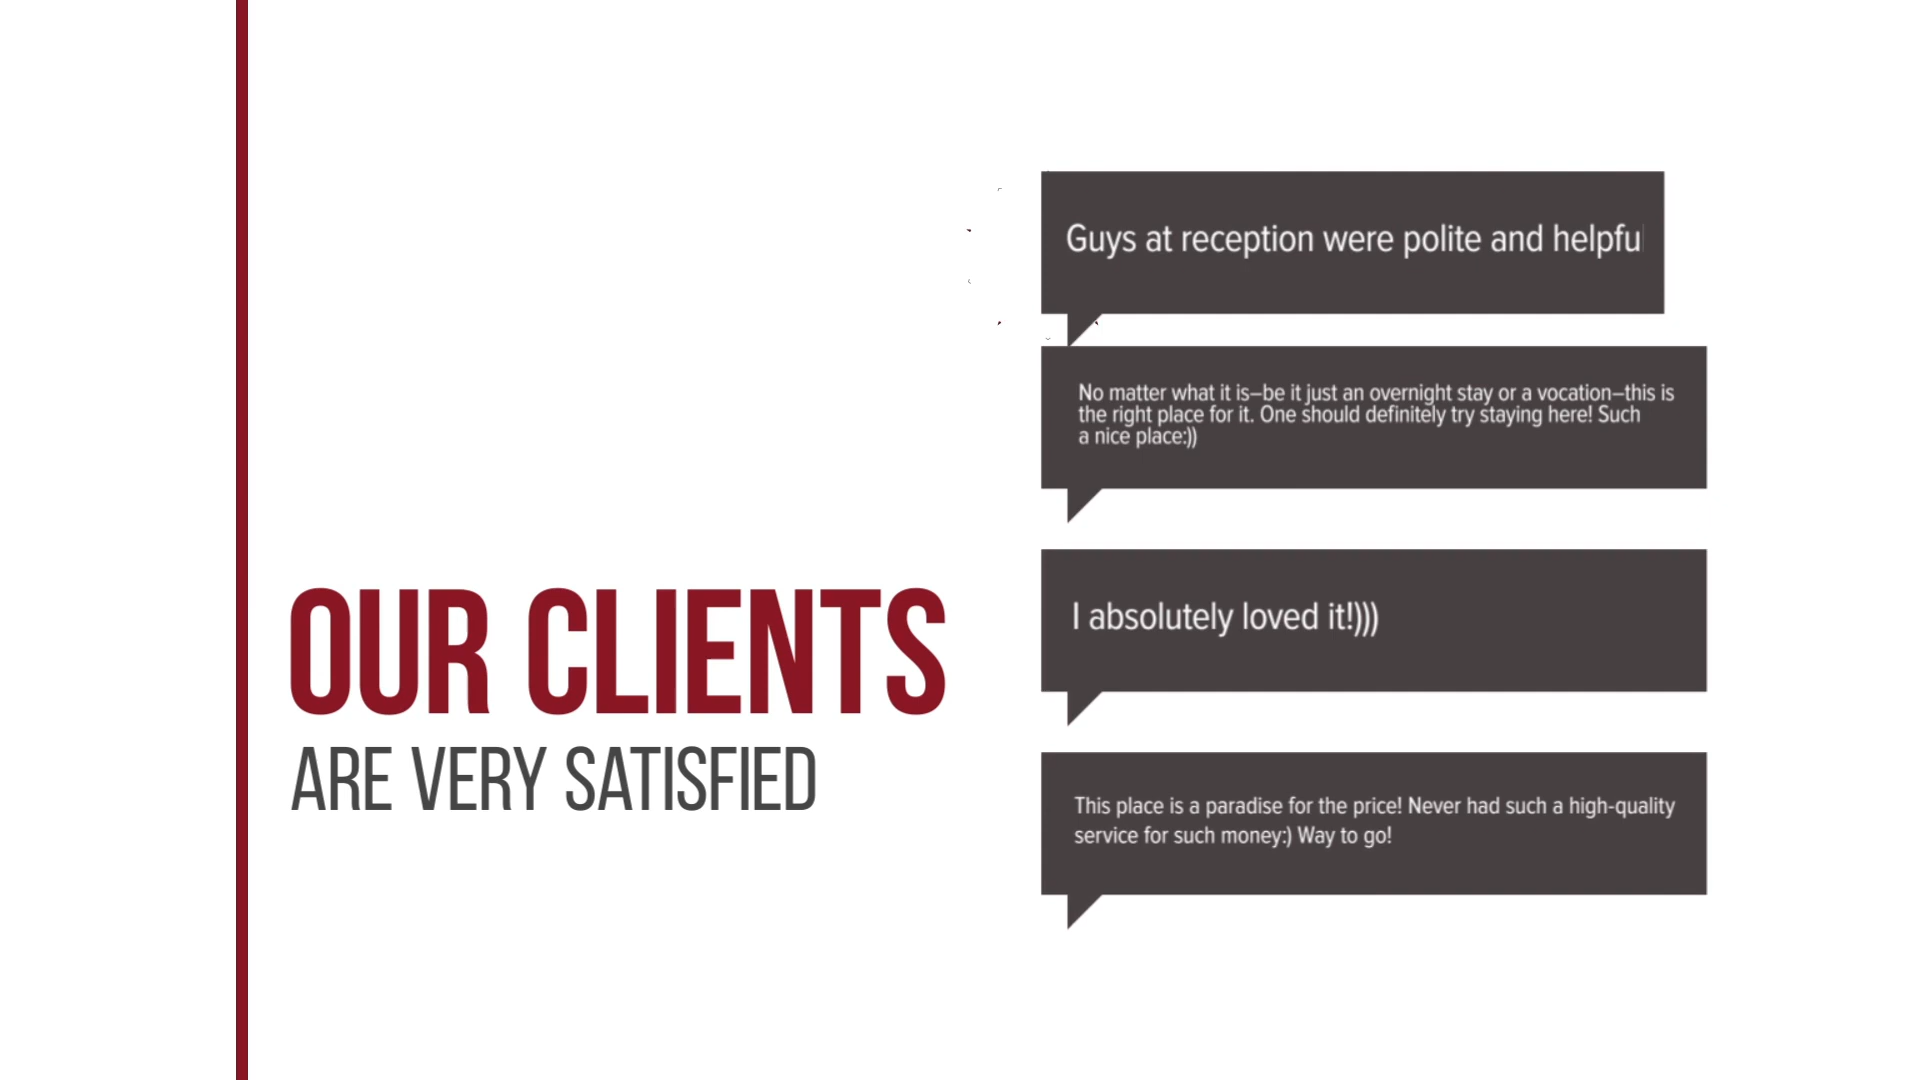 OUR CLIENTS
ARE VERY SATISFIED
Guys at reception were polite and helpfu
No matter what it is–be it just an overnight stay or a vocation–this is
the right place for it. One should definitely try staying here! Such
a nice place:))
I absolutely loved it!)))
This place is a paradise for the price! Never had such a high-quality
service for such money:) Way to go!